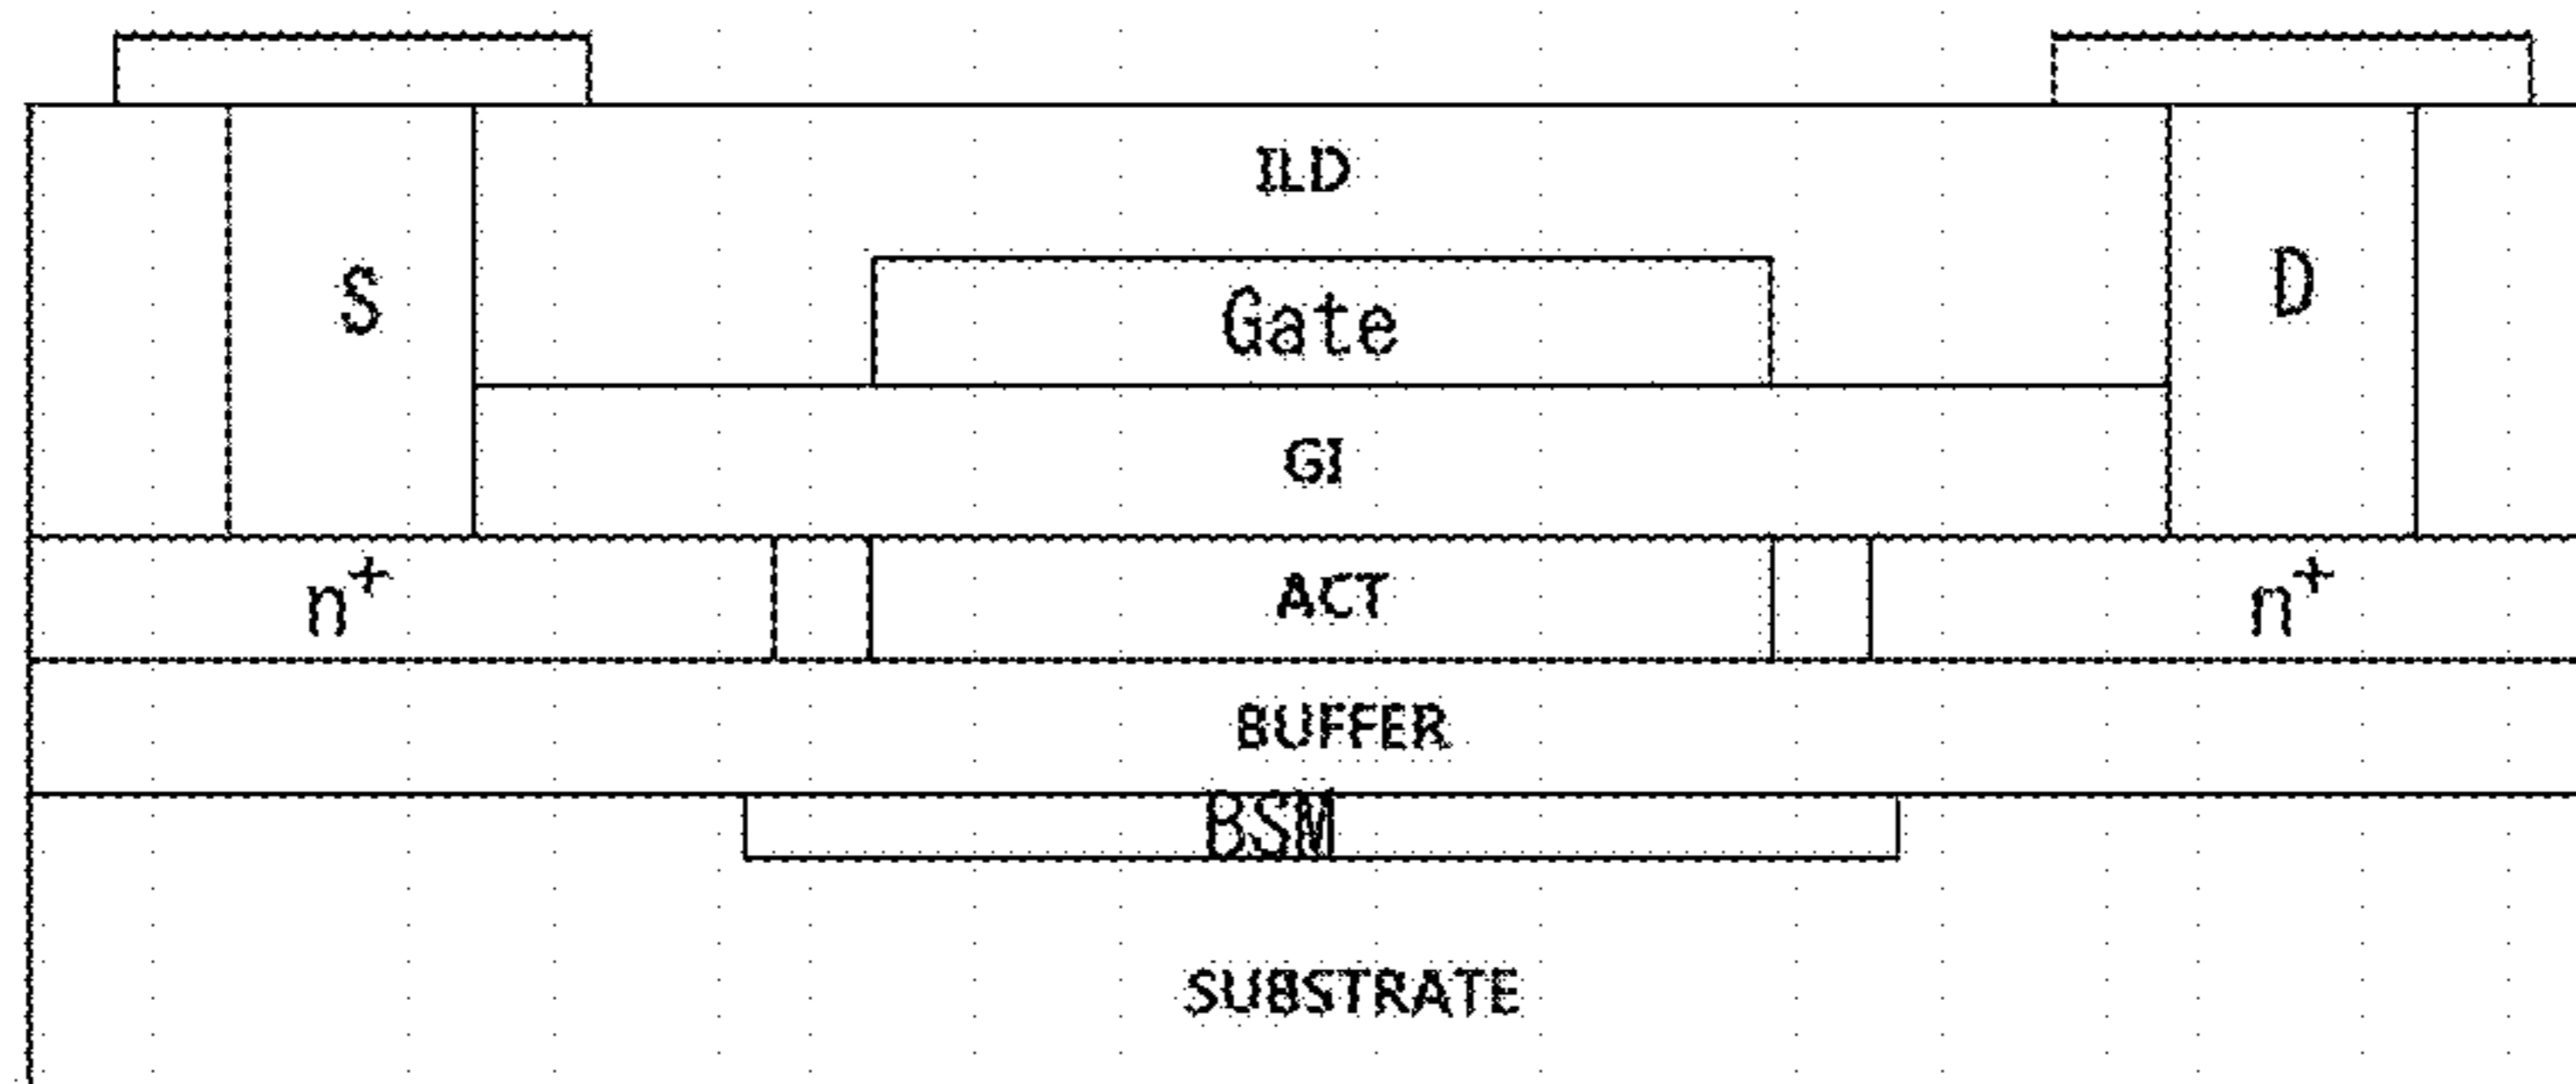 ILD
S
Gate
D
GI
n⁺
ACT
n⁺
BUFFER
BSM
SUBSTRATE